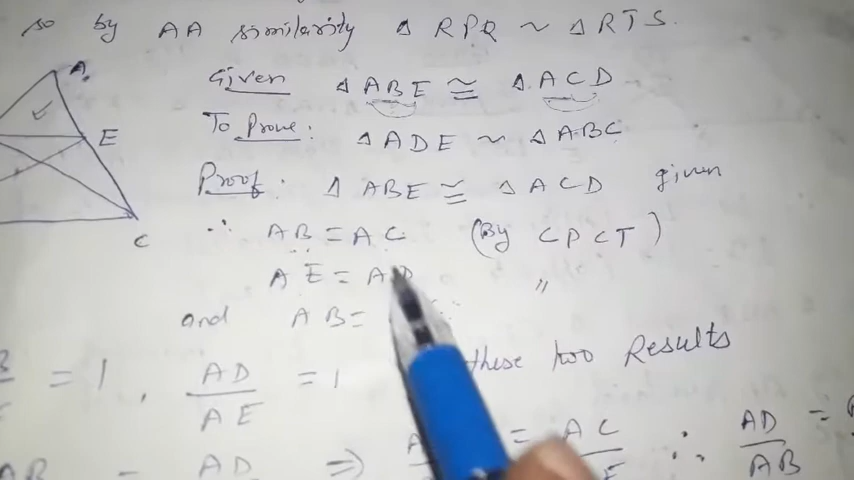 so by AA similarity Δ RPQ ~ Δ RTS.
A
Given Δ ABE ≅ Δ ACD
E
To Prove: Δ ADE ~ Δ ABC
Proof: Δ ABE ≅ Δ ACD given
C
∴ AB = AC (By CPCT)
AE = AD "
and AB =
these two Results
= 1, AD/AE = 1
AB = AD ⇒ = AC ∴ AD/AB =